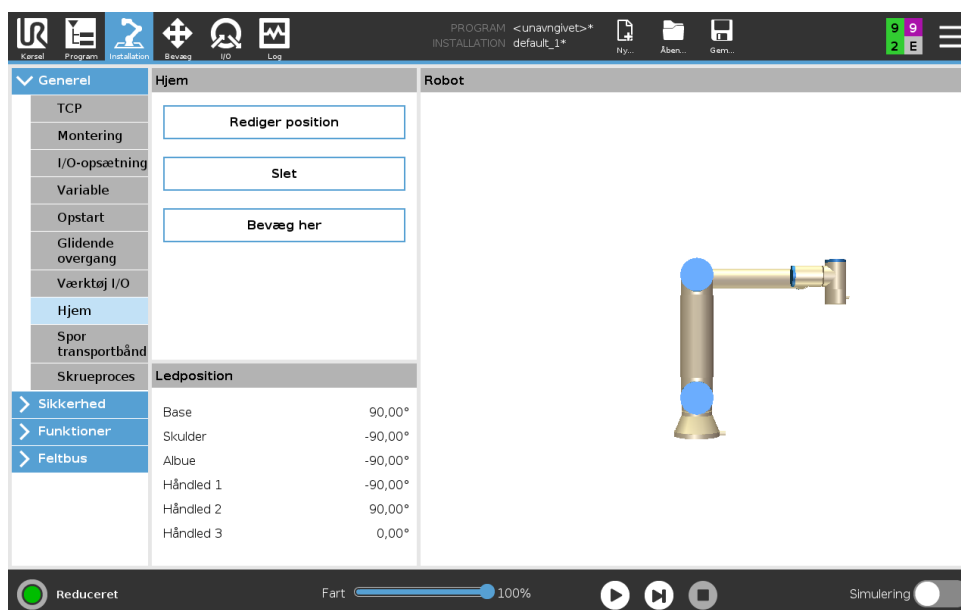 UR
PROGRAM <unavngivet>*
INSTALLATION default_1*
Kørsel Program Installation Bevæg I/O Log Ny... Åben... Gem...
9 9
2 E
Generel
TCP
Montering
I/O-opsætning
Variable
Opstart
Glidende
overgang
Værktøj I/O
Hjem
Spor
transportbånd
Skrueproces
Sikkerhed
Funktioner
Feltbus
Hjem
Rediger position
Slet
Bevæg her
Ledposition
Base 90,00°
Skulder -90,00°
Albue -90,00°
Håndled 1 -90,00°
Håndled 2 90,00°
Håndled 3 0,00°
Robot
Reduceret Fart 100% Simulering